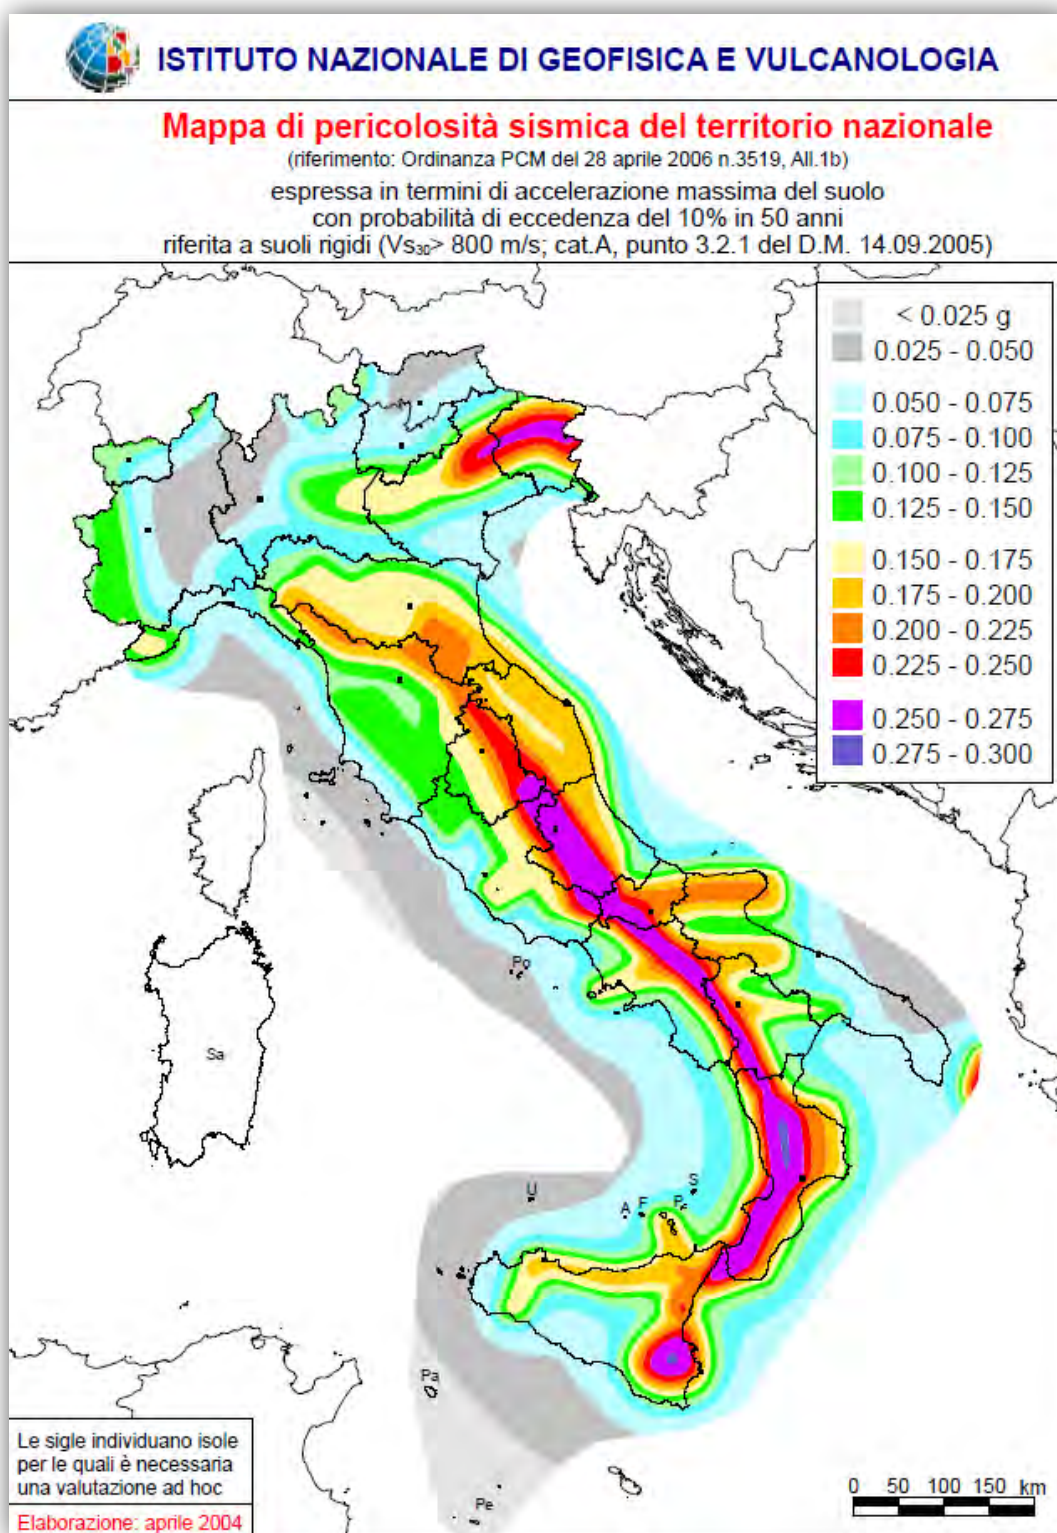 ISTITUTO NAZIONALE DI GEOFISICA E VULCANOLOGIA
Mappa di pericolosità sismica del territorio nazionale
(riferimento: Ordinanza PCM del 28 aprile 2006 n.3519, All.1b)
espressa in termini di accelerazione massima del suolo
con probabilità di eccedenza del 10% in 50 anni
riferita a suoli rigidi (Vs₃₀> 800 m/s; cat.A, punto 3.2.1 del D.M. 14.09.2005)
< 0.025 g
0.025 - 0.050
0.050 - 0.075
0.075 - 0.100
0.100 - 0.125
0.125 - 0.150
0.150 - 0.175
0.175 - 0.200
0.200 - 0.225
0.225 - 0.250
0.250 - 0.275
0.275 - 0.300
Po
Sa
U
A
F
P
S
Pa
Pe
Le sigle individuano isole
per le quali è necessaria
una valutazione ad hoc
Elaborazione: aprile 2004
0 50 100 150 km